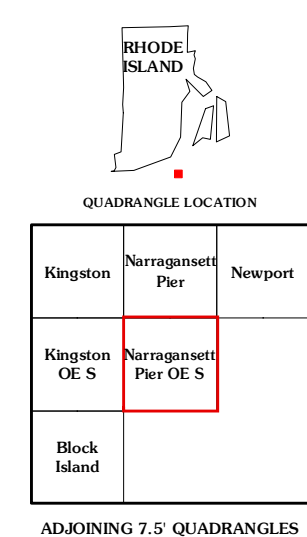 RHODE
ISLAND
QUADRANGLE LOCATION
Kingston
Narragansett
Pier
Newport
Kingston
OE S
Narragansett
Pier OE S
Block
Island
ADJOINING 7.5' QUADRANGLES